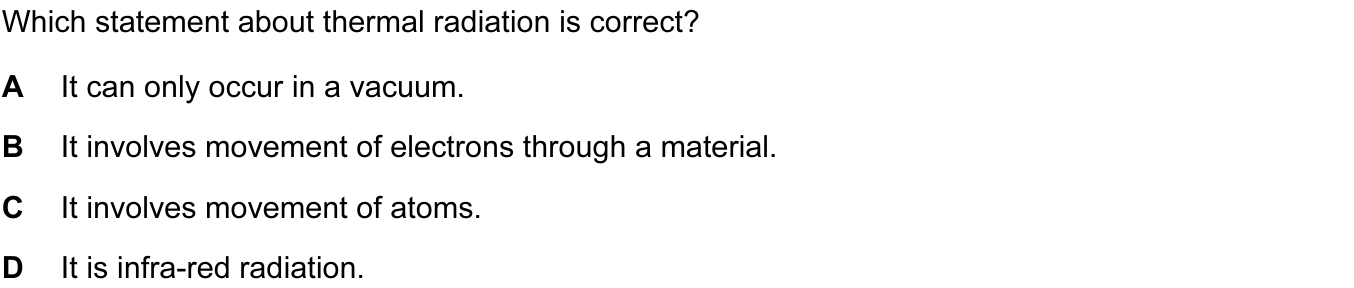 Which statement about thermal radiation is correct?
A It can only occur in a vacuum.
B It involves movement of electrons through a material.
C It involves movement of atoms.
D It is infra-red radiation.